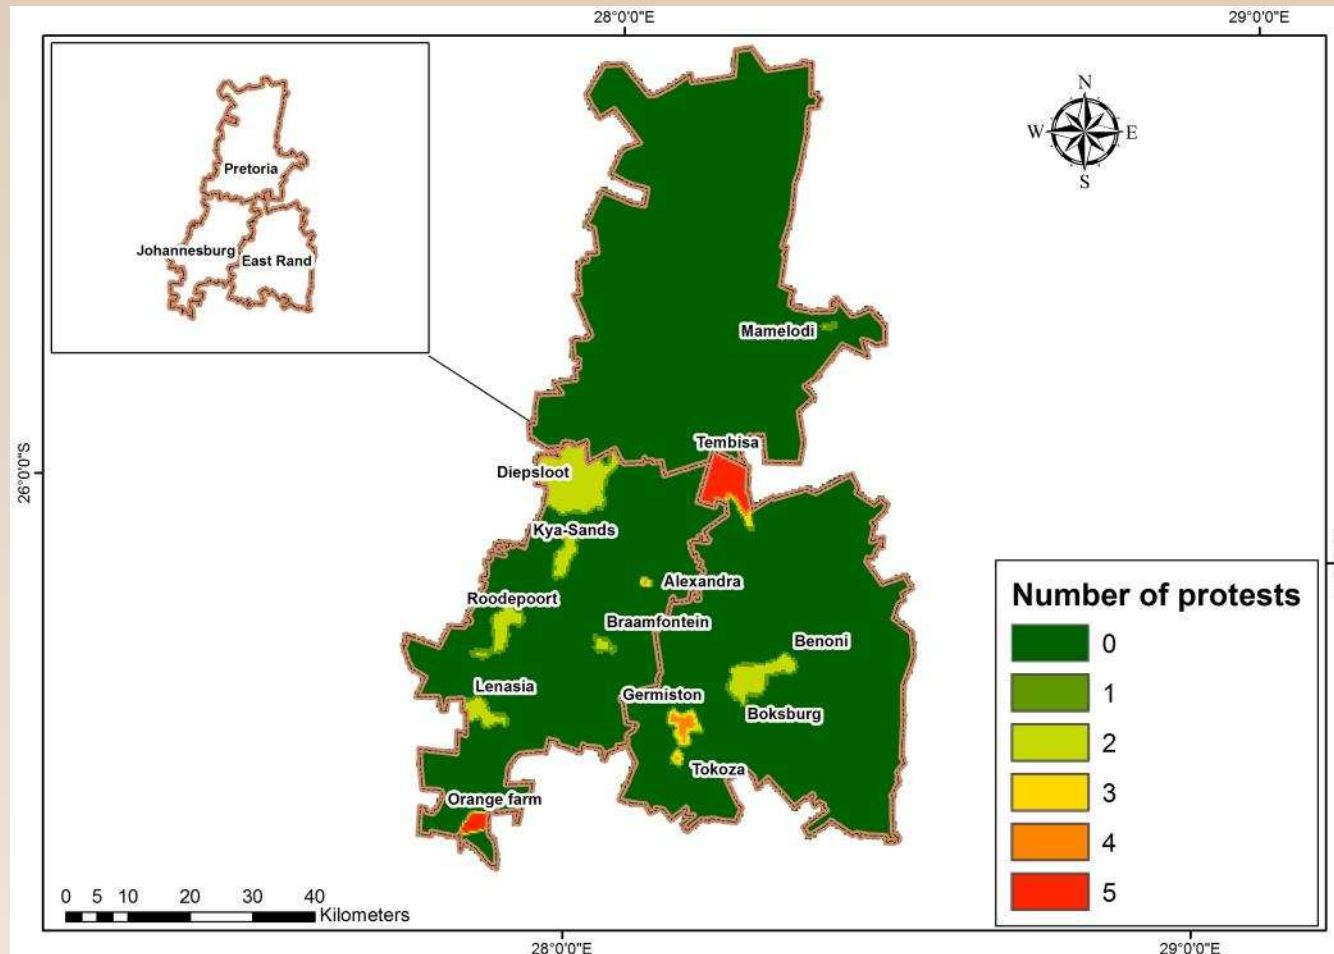 28°0'0"E
29°0'0"E
N
W
E
S
Pretoria
Johannesburg
East Rand
Mamelodi
Tembisa
26°0'0"S
Diepsloot
Kya-Sands
Alexandra
Roodepoort
Braamfontein
Benoni
Lenasia
Germiston
Boksburg
Tokoza
Orange farm
Number of protests
0
1
2
3
4
5
0 5 10 20 30 40
Kilometers
28°0'0"E
29°0'0"E